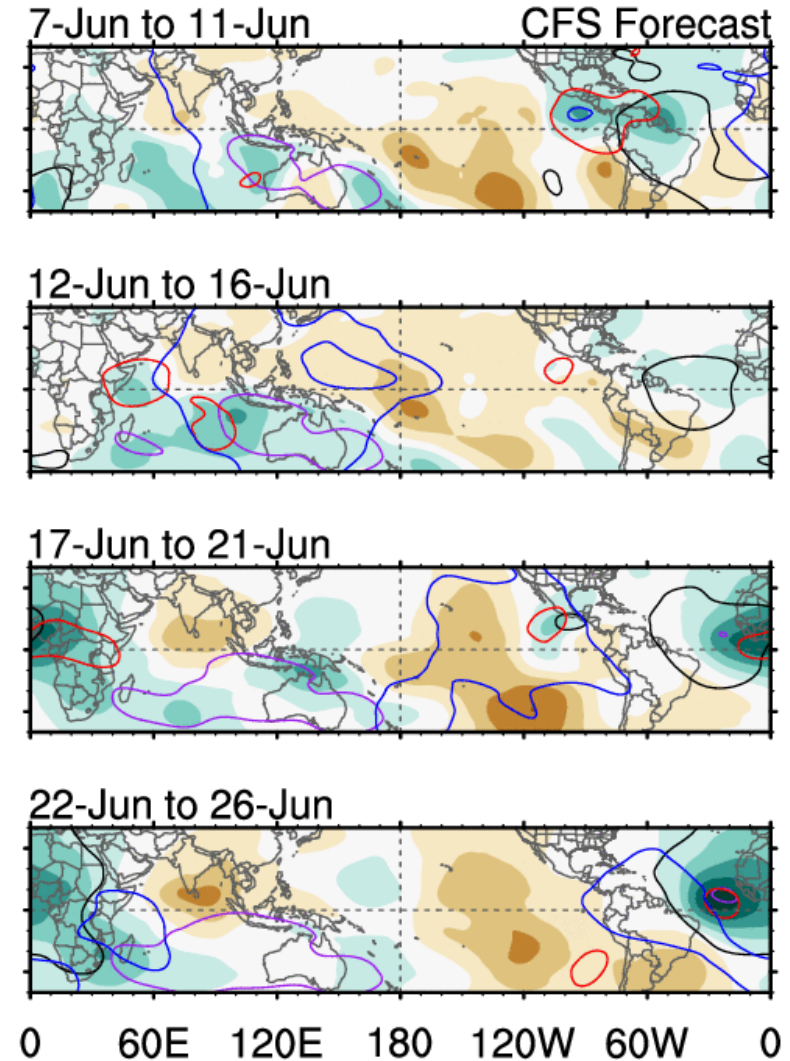 7-Jun to 11-Jun CFS Forecast
12-Jun to 16-Jun
17-Jun to 21-Jun
22-Jun to 26-Jun
0 60E 120E 180 120W 60W 0